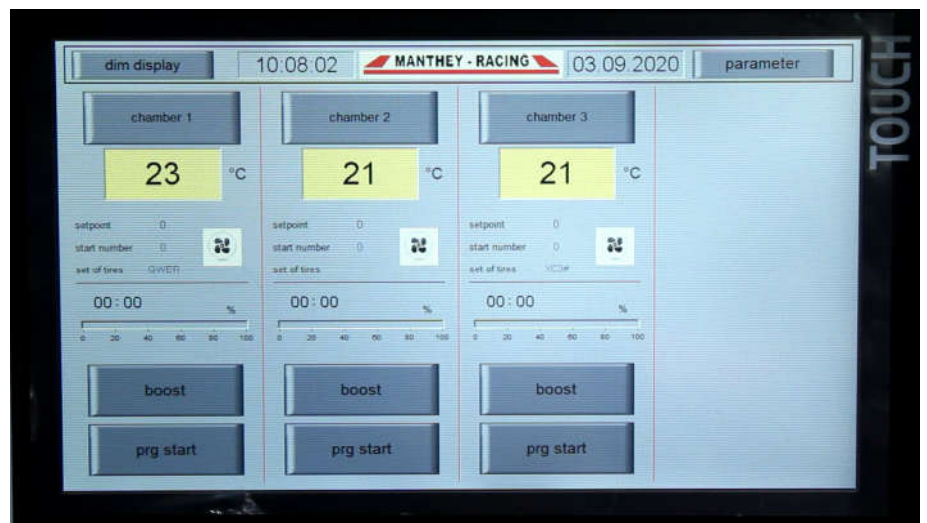 dim display 10:08:02 MANTHEY - RACING 03.09.2020 parameter
TOUCH
chamber 1 chamber 2 chamber 3
23 °C 21 °C 21 °C
setpoint 0 setpoint 0 setpoint 0
start number 0 start number 0 start number 0
set of tires QWER set of tires set of tires
00:00 % 00:00 % 00:00 %
0 20 40 60 80 100 0 20 40 60 80 100 0 20 40 60 80 100
boost boost boost
prg start prg start prg start